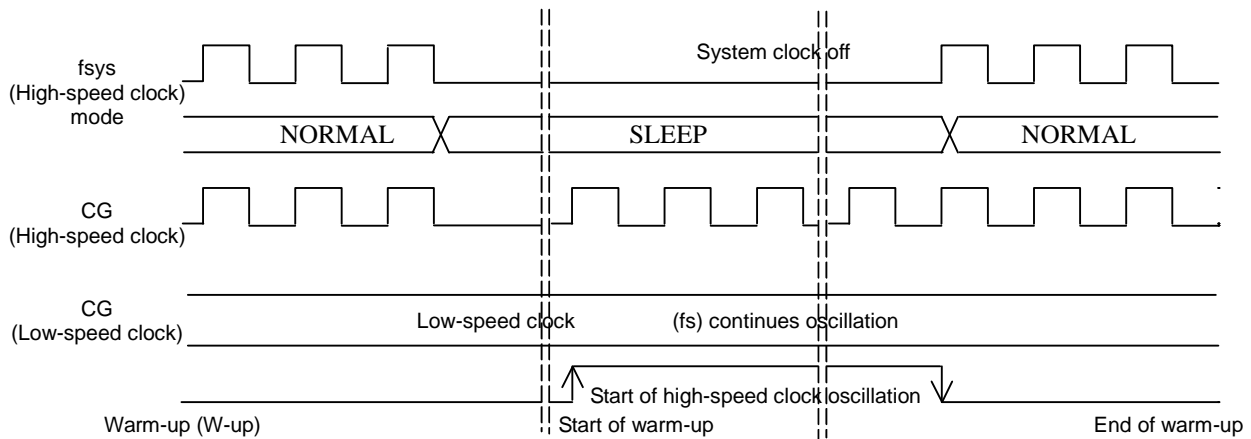 System clock off
fsys
(High-speed clock)
mode
NORMAL
SLEEP
NORMAL
CG
(High-speed clock)
CG
(Low-speed clock)
Low-speed clock (fs) continues oscillation
Start of high-speed clock oscillation
Warm-up (W-up)
Start of warm-up
End of warm-up